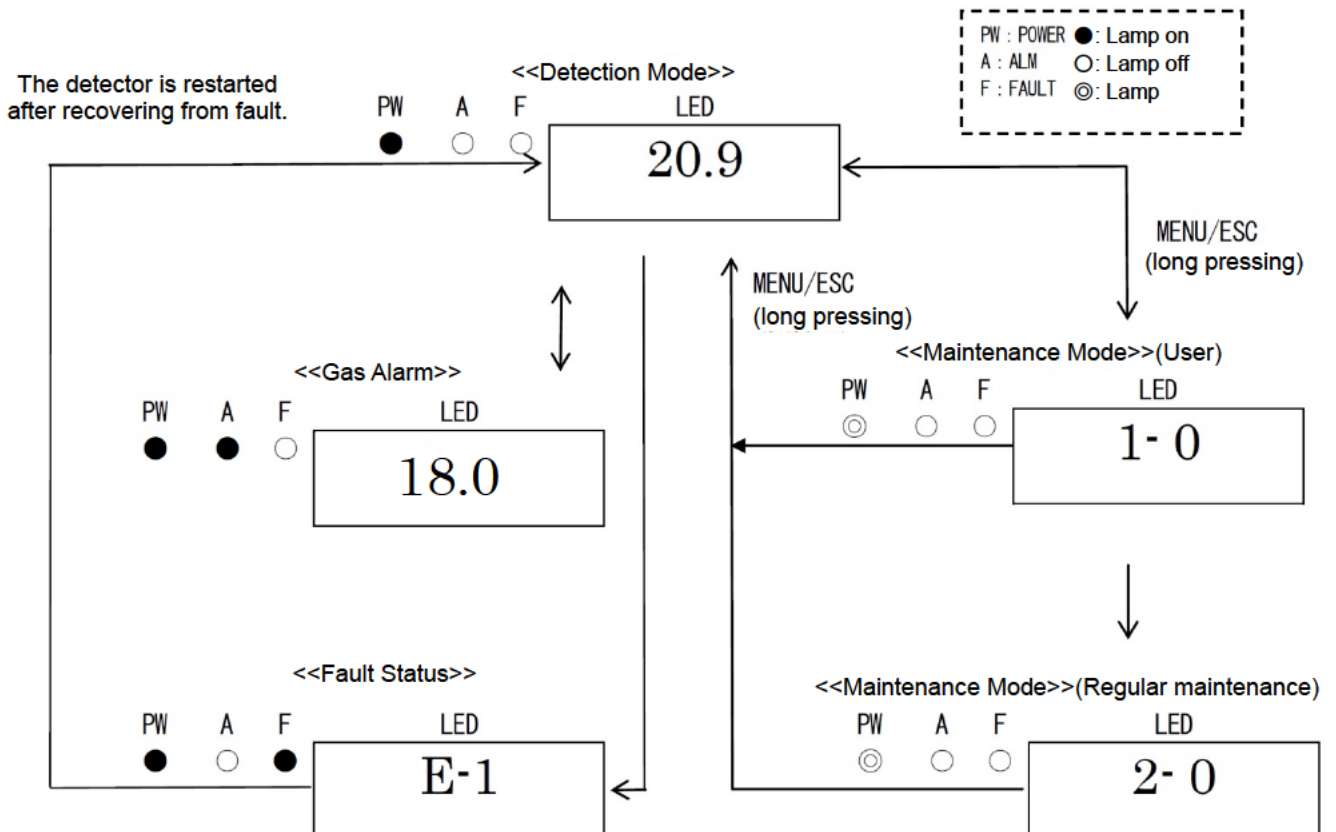 PW : POWER ●: Lamp on
A : ALM ○: Lamp off
F : FAULT ◎: Lamp
The detector is restarted
after recovering from fault.
<<Detection Mode>>
PW A F LED
20.9
MENU/ESC
(long pressing)
MENU/ESC
(long pressing)
<<Gas Alarm>>
PW A F LED
18.0
<<Maintenance Mode>>(User)
PW A F LED
1- 0
<<Fault Status>>
PW A F LED
E-1
<<Maintenance Mode>>(Regular maintenance)
PW A F LED
2- 0